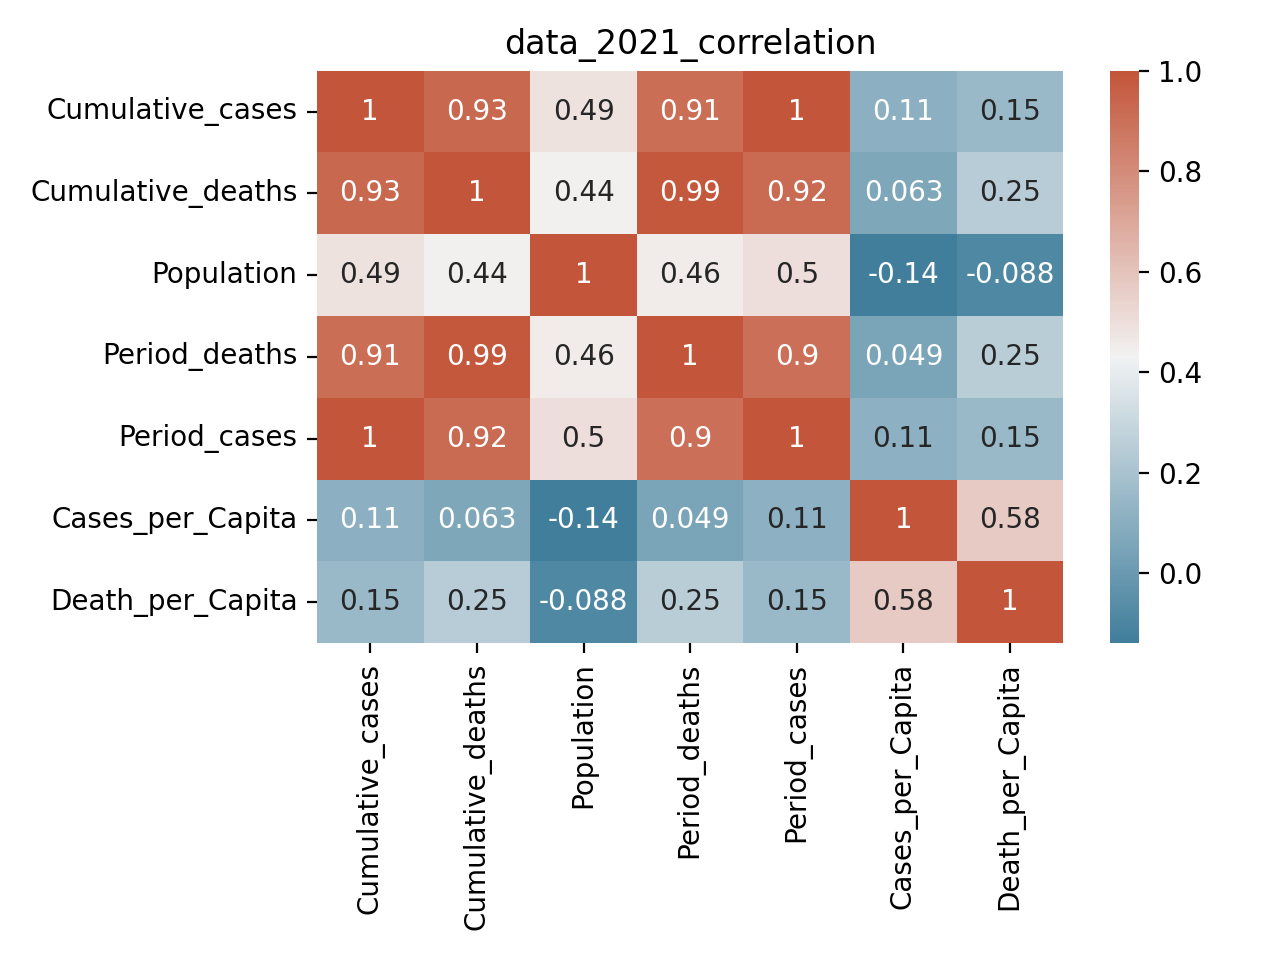 data_2021_correlation
Cumulative_cases 1 0.93 0.49 0.91 1 0.11 0.15
Cumulative_deaths 0.93 1 0.44 0.99 0.92 0.063 0.25
Population 0.49 0.44 1 0.46 0.5 -0.14 -0.088
Period_deaths 0.91 0.99 0.46 1 0.9 0.049 0.25
Period_cases 1 0.92 0.5 0.9 1 0.11 0.15
Cases_per_Capita 0.11 0.063 -0.14 0.049 0.11 1 0.58
Death_per_Capita 0.15 0.25 -0.088 0.25 0.15 0.58 1
Cumulative_cases
Cumulative_deaths
Population
Period_deaths
Period_cases
Cases_per_Capita
Death_per_Capita
1.0
0.8
0.6
0.4
0.2
0.0